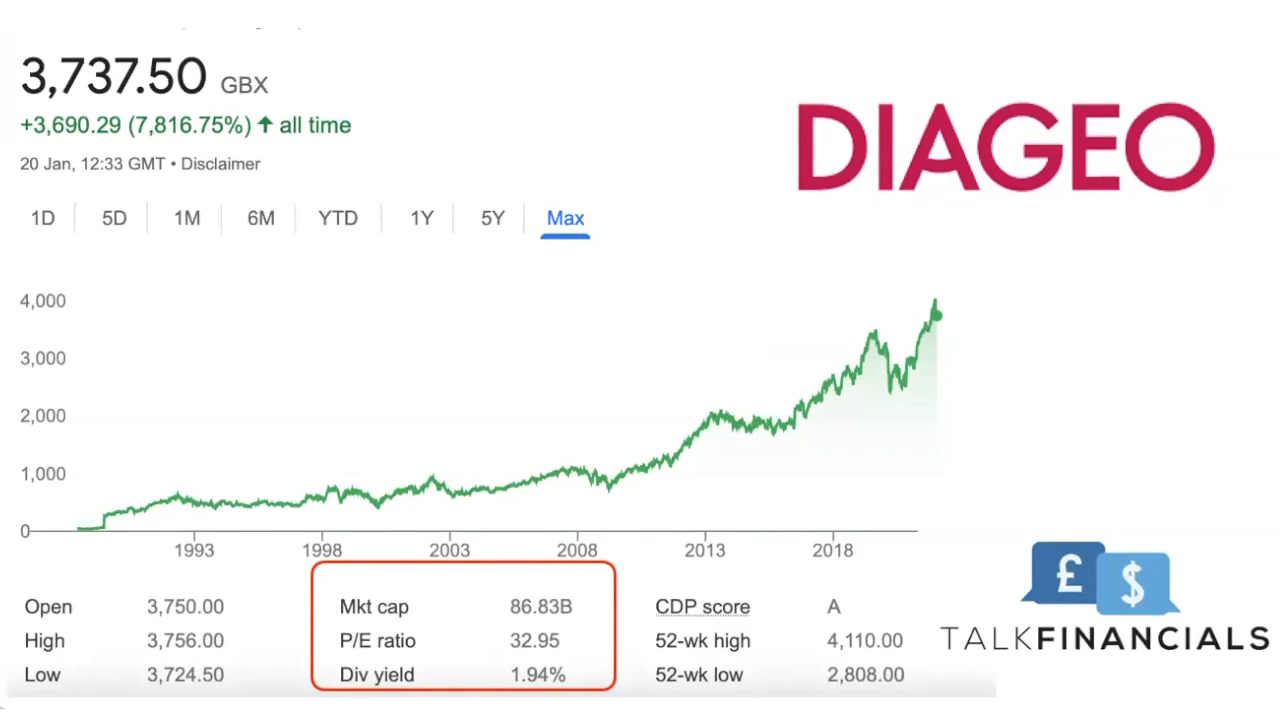 3,737.50 GBX
DIAGEO
+3,690.29 (7,816.75%) ↑ all time
20 Jan, 12:33 GMT • Disclaimer
1D 5D 1M 6M YTD 1Y 5Y Max
4,000
3,000
2,000
1,000
0
1993 1998 2003 2008 2013 2018
Open 3,750.00 Mkt cap 86.83B CDP score A
High 3,756.00 P/E ratio 32.95 52-wk high 4,110.00
Low 3,724.50 Div yield 1.94% 52-wk low 2,808.00
£ $
TALKFINANCIALS